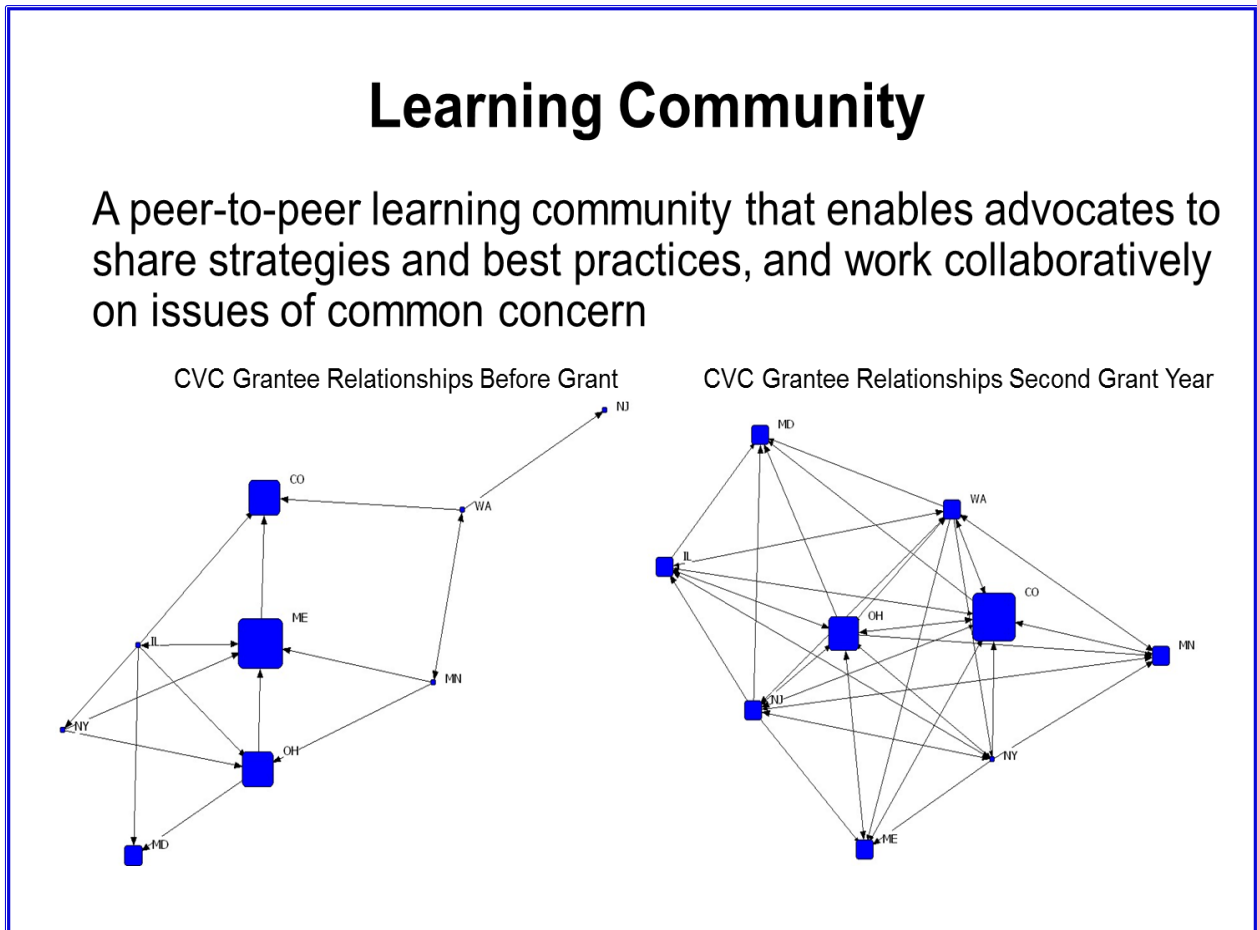 Learning Community
A peer-to-peer learning community that enables advocates to
share strategies and best practices, and work collaboratively
on issues of common concern
CVC Grantee Relationships Before Grant
NJ
CO
WA
ME
IL
MN
NY
OH
MD
CVC Grantee Relationships Second Grant Year
MD
WA
IL
CO
OH
MN
NJ
NY
ME